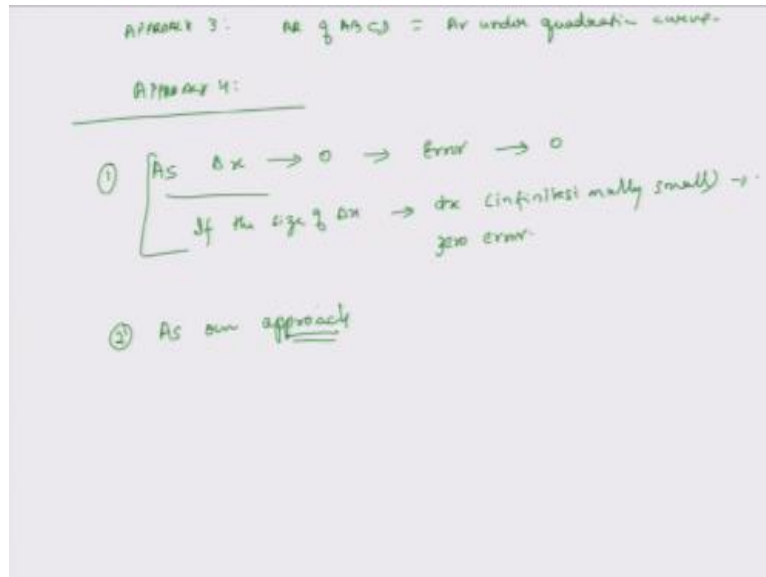 APPROACH 3: AR of ABCD = Ar under quadratic curve.
APPROACH 4:
① As Δx → 0 → Error → 0
If the size of Δx → dx (infinitesimally small) →
zero error.
② As our approach